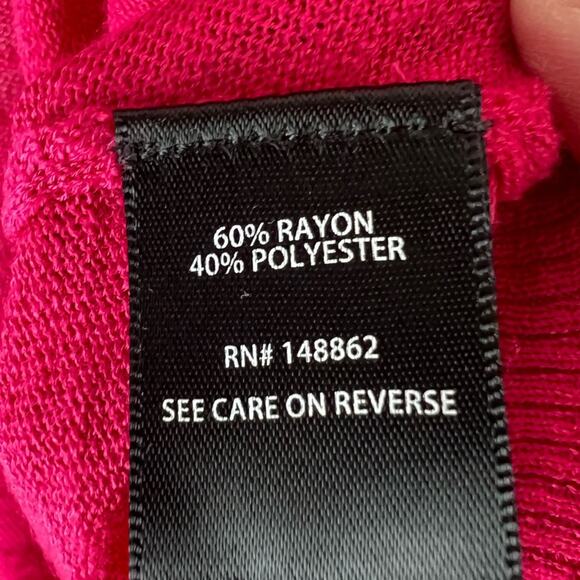 60% RAYON
40% POLYESTER
RN# 148862
SEE CARE ON REVERSE